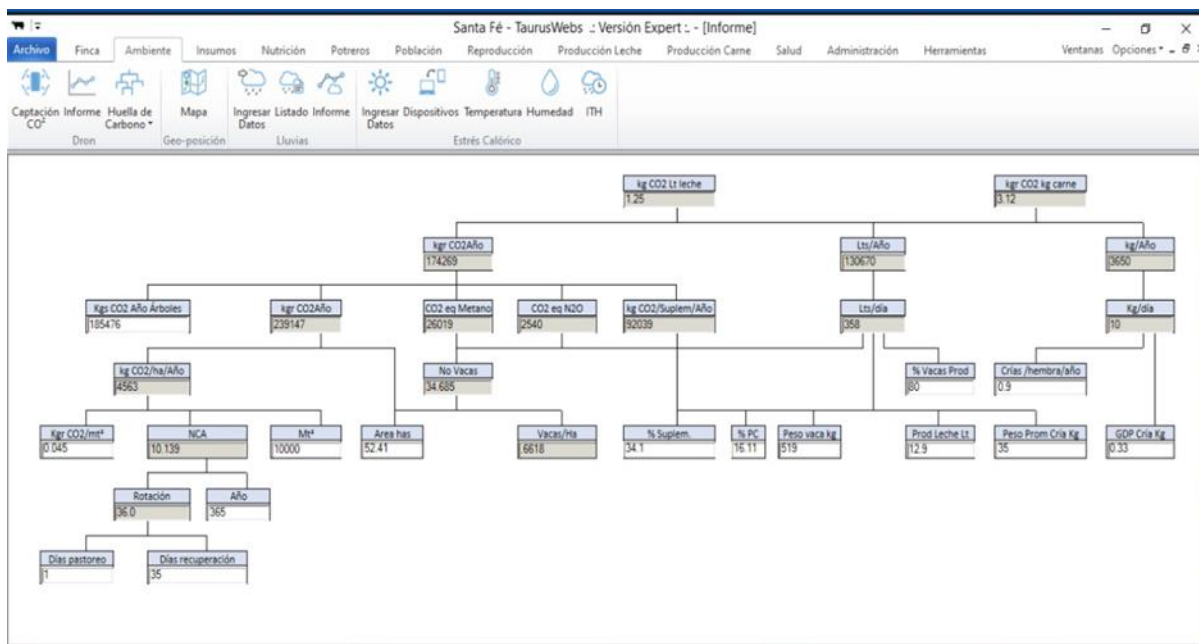 Santa Fé - TaurusWebs .: Versión Expert :. - [Informe]
Archivo Finca Ambiente Insumos Nutrición Potreros Población Reproducción Producción Leche Producción Carne Salud Administración Herramientas Ventanas Opciones
Captación CO² Informe Huella de Carbono Mapa Ingresar Datos Listado Informe Ingresar Datos Dispositivos Temperatura Humedad ITH
Dron Geo-posición Lluvias Estrés Calórico
kg CO2 Lt leche kgr CO2 kg carne
1.25 3.12
kgr CO2Año Lts/Año kg/Año
174269 130670 3650
Kgs CO2 Año Árboles kgr CO2Año CO2 eq Metano CO2 eq N2O kg CO2/Suplem/Año Lts/día Kg/día
185476 239147 26019 2540 92039 358 10
kg CO2/ha/Año No Vacas % Vacas Prod Crías /hembra/año
4563 34.685 80 0.9
Kgr CO2/mt² NCA Mt² Area has Vacas/Ha % Suplem. % PC Peso vaca kg Prod Leche Lt Peso Prom Cría Kg GDP Cría Kg
0.045 10.139 10000 52.41 .6618 34.1 16.11 519 12.9 35 0.33
Rotación Año
36.0 365
Días pastoreo Días recuperación
1 35